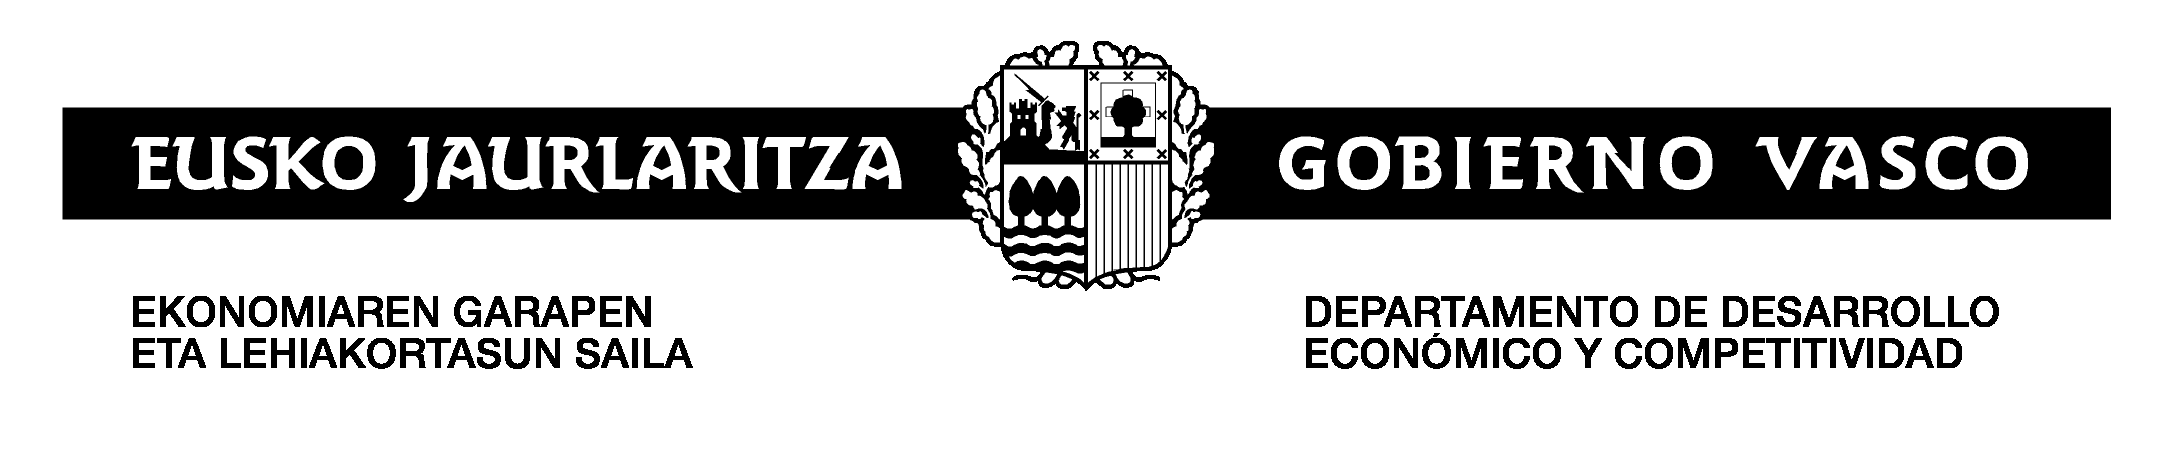 EUSKO JAURLARITZA
GOBIERNO VASCO
EKONOMIAREN GARAPEN
ETA LEHIAKORTASUN SAILA
DEPARTAMENTO DE DESARROLLO
ECONÓMICO Y COMPETITIVIDAD